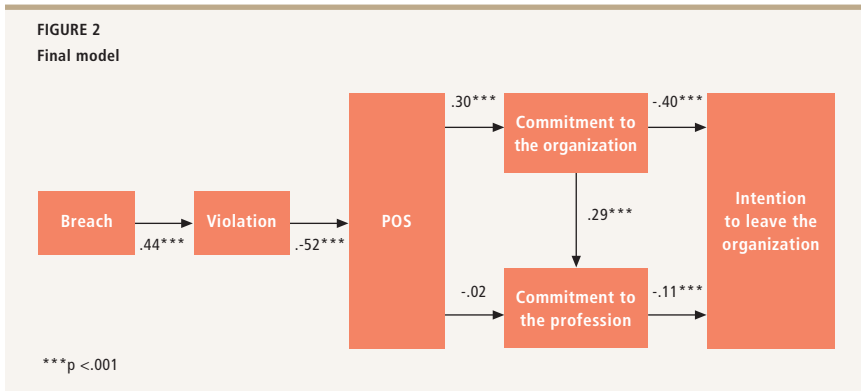 FIGURE 2
Final model
Breach
.44***
Violation
.-52***
POS
.30***
Commitment to
the organization
-.40***
.29***
-.02
Commitment to
the profession
-.11***
Intention
to leave the
organization
***p <.001